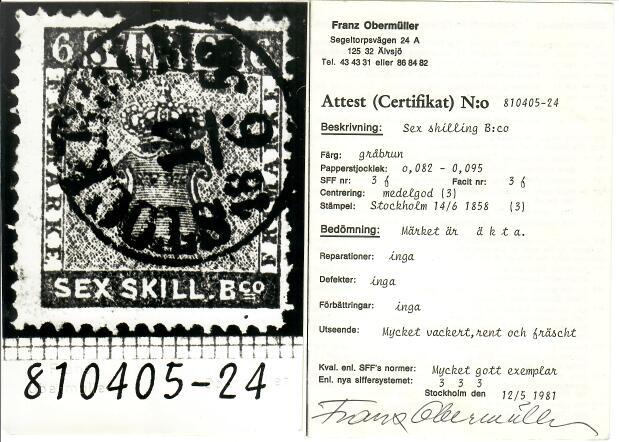 6 SVERIGE 6
FRIMÄRKE
STOCKHOLM
14
6
1858
FRIMÄRKE
SEX SKILL. Bco
810405-24
Franz Obermüller
Segeltorpsvägen 24 A
125 32 Älvsjö
Tel. 43 43 31 eller 86 84 82
Attest (Certifikat) N:o 810405-24
Beskrivning: Sex shilling B:co
Färg: gråbrun
Papperstjocklek: 0,082 - 0,095
SFF nr: 3 f Facit nr: 3 f
Centrering: medelgod (3)
Stämpel: Stockholm 14/6 1858 (3)
Bedömning: Märket är ä k t a.
Reparationer: inga
Defekter: inga
Förbättringar: inga
Utseende: Mycket vackert,rent och fräscht
Kval. enl. SFF's normer: Mycket gott exemplar
Enl. nya siffersystemet: 3 3 3
Stockholm den 12/5 1981
Franz Obermüller